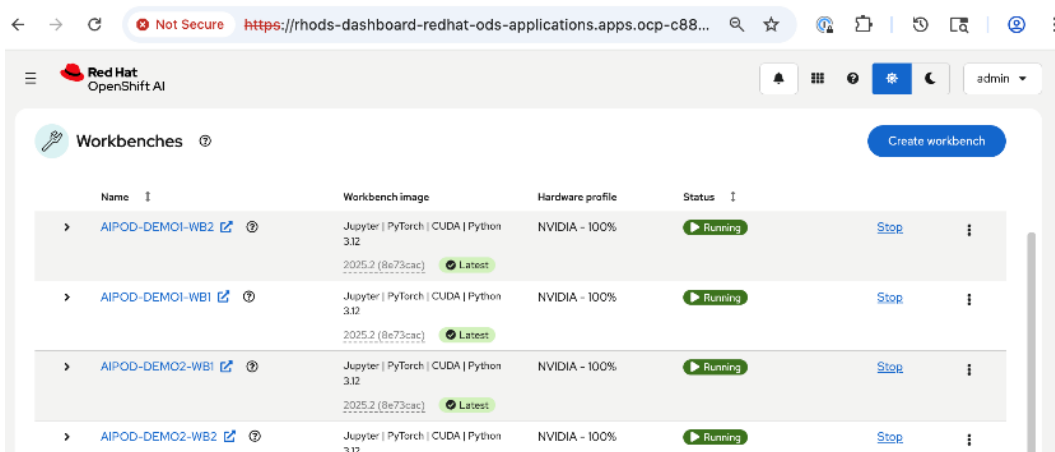 Not Secure https://rhods-dashboard-redhat-ods-applications.apps.ocp-c88...
Red Hat
OpenShift AI
admin
Workbenches
Create workbench
Name Workbench image Hardware profile Status
AIPOD-DEMO1-WB2 Jupyter | PyTorch | CUDA | Python NVIDIA - 100% Running Stop
3.12
2025.2 (8e73cac) Latest
AIPOD-DEMO1-WB1 Jupyter | PyTorch | CUDA | Python NVIDIA - 100% Running Stop
3.12
2025.2 (8e73cac) Latest
AIPOD-DEMO2-WB1 Jupyter | PyTorch | CUDA | Python NVIDIA - 100% Running Stop
3.12
2025.2 (8e73cac) Latest
AIPOD-DEMO2-WB2 Jupyter | PyTorch | CUDA | Python NVIDIA - 100% Running Stop
3.12